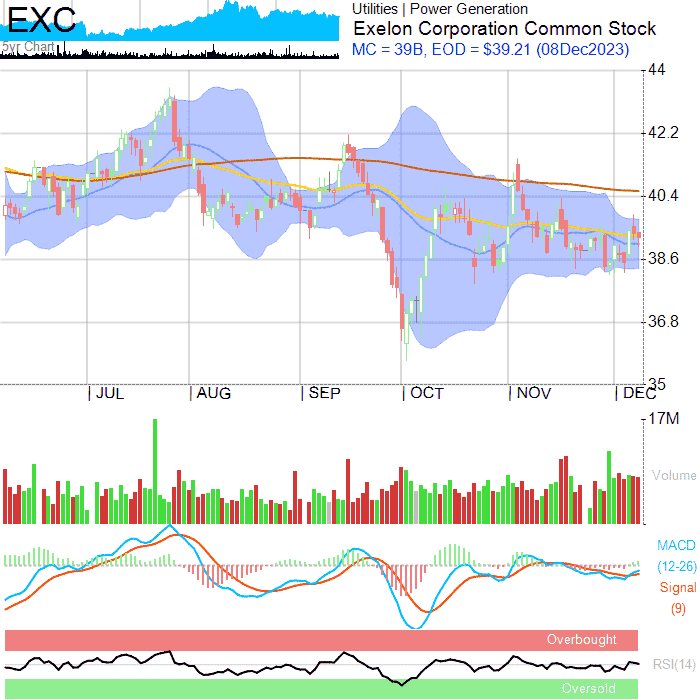 EXC
5yr Chart
Utilities | Power Generation
Exelon Corporation Common Stock
MC = 39B, EOD = $39.21 (08Dec2023)
44
42.2
40.4
38.6
36.8
35
JUL AUG SEP OCT NOV DEC
17M
Volume
MACD
(12-26)
Signal
(9)
Overbought
RSI(14)
Oversold